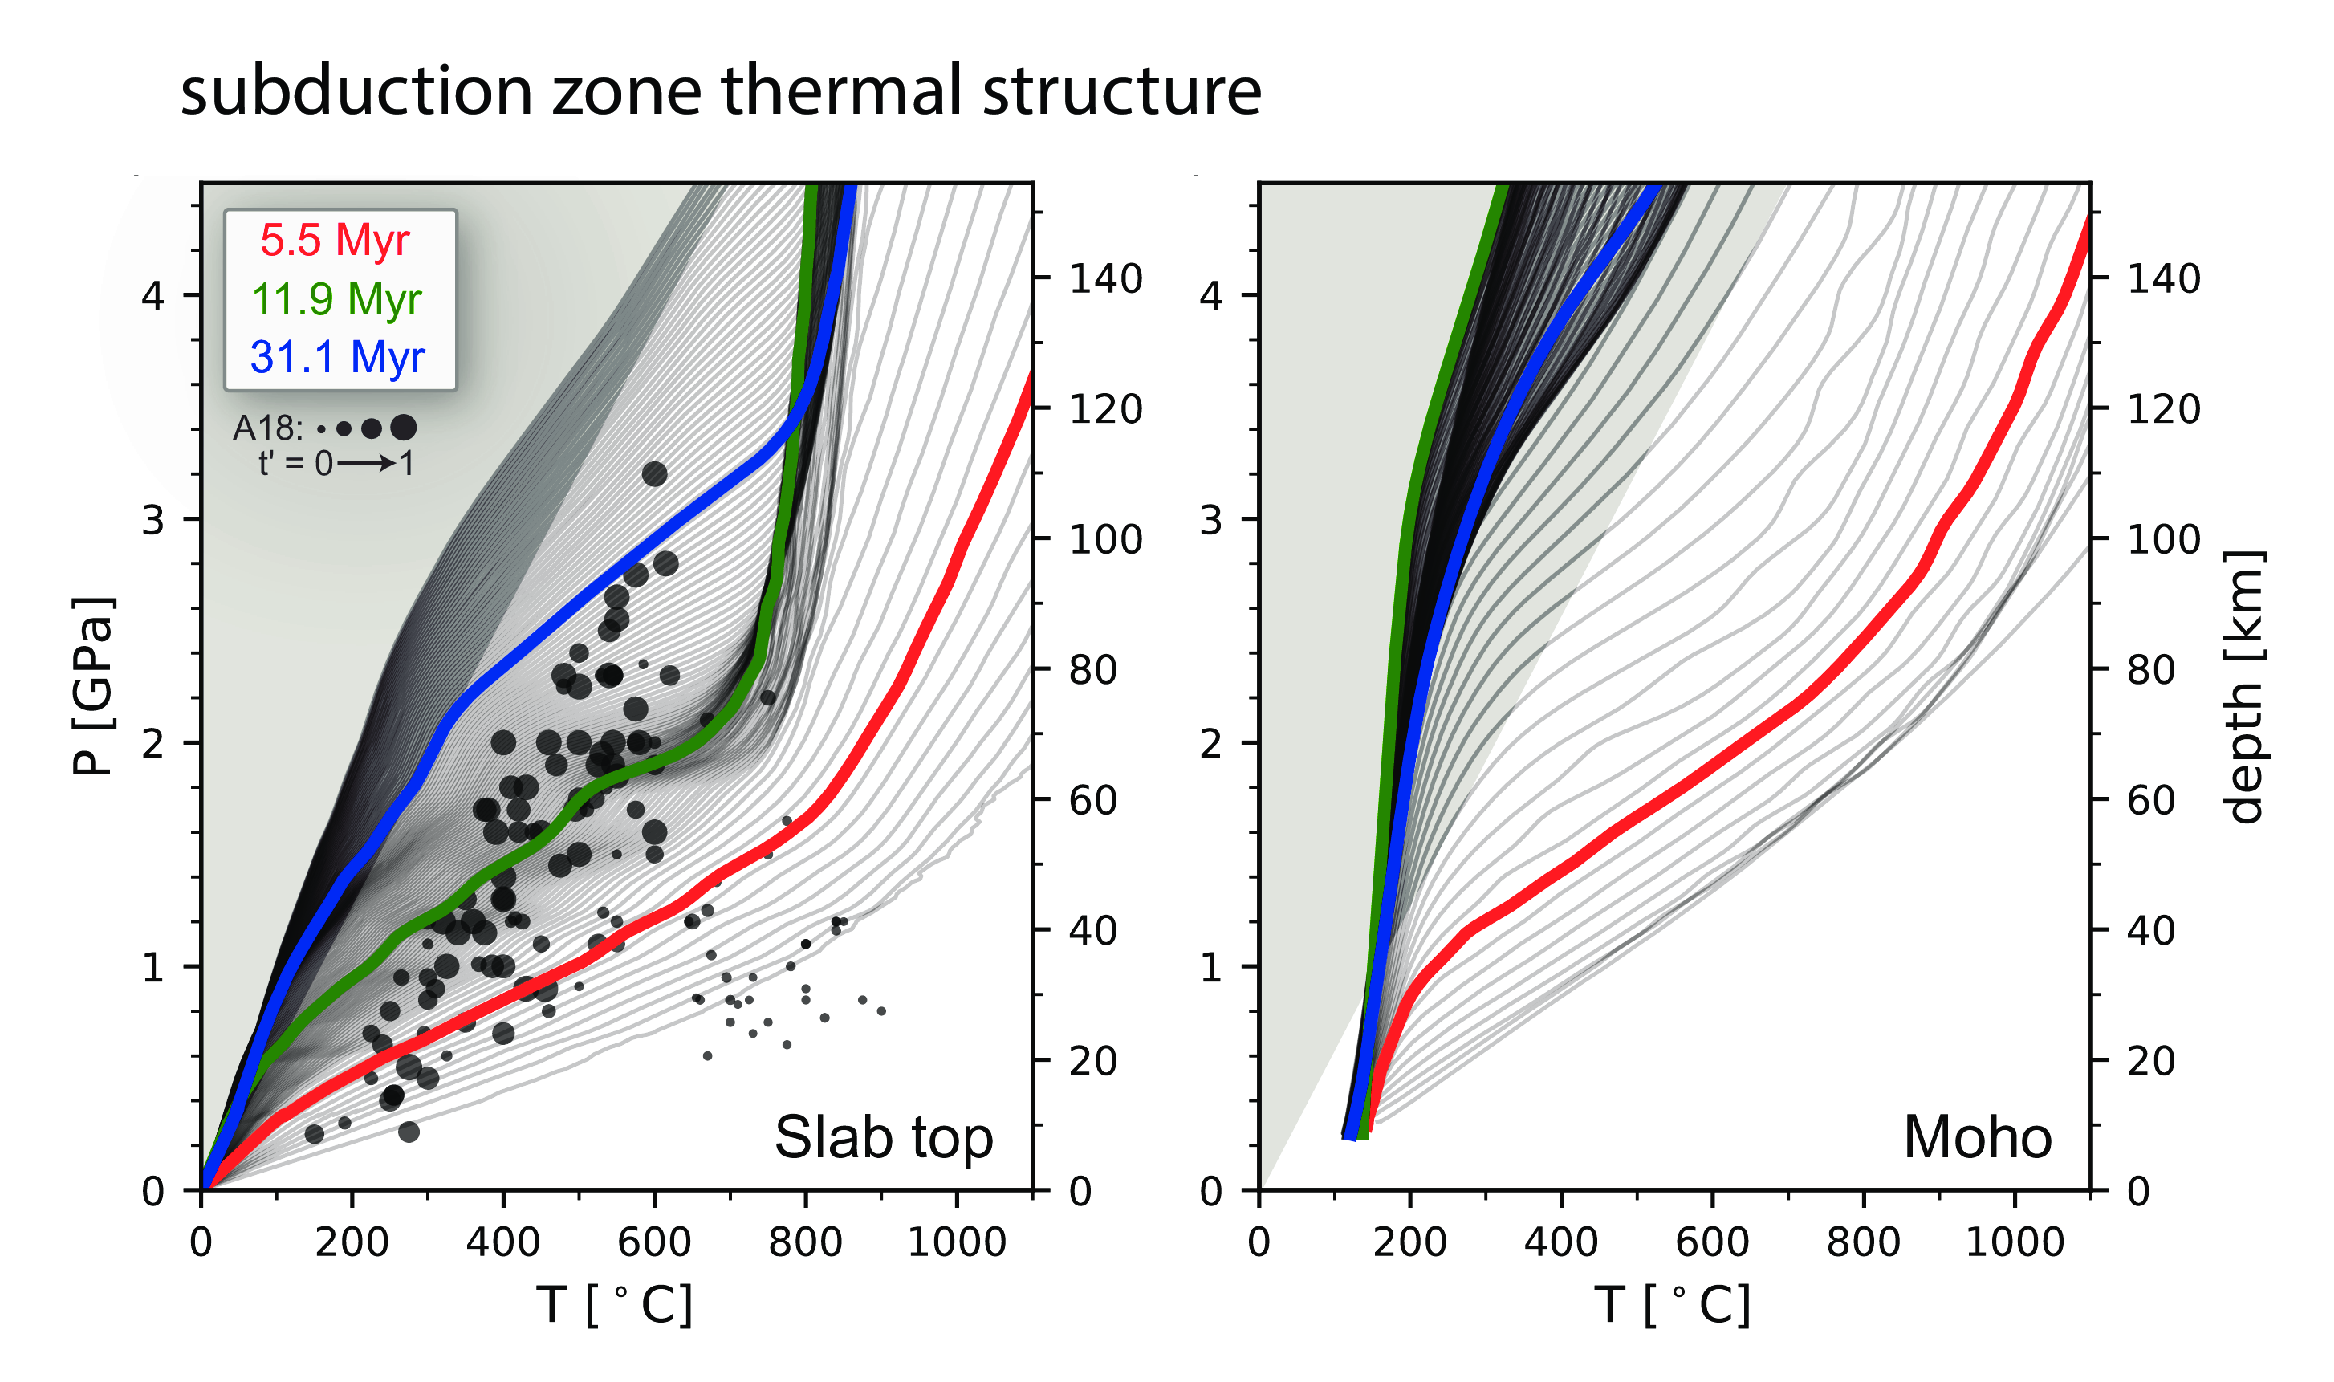 subduction zone thermal structure
5.5 Myr
11.9 Myr
31.1 Myr
A18:
t' = 0 1
P [GPa]
4
3
2
1
0
140
120
100
80
60
40
20
0
Slab top
0 200 400 600 800 1000
T [°C]
4
3
2
1
0
140
120
100
80
60
40
20
0
depth [km]
Moho
0 200 400 600 800 1000
T [°C]